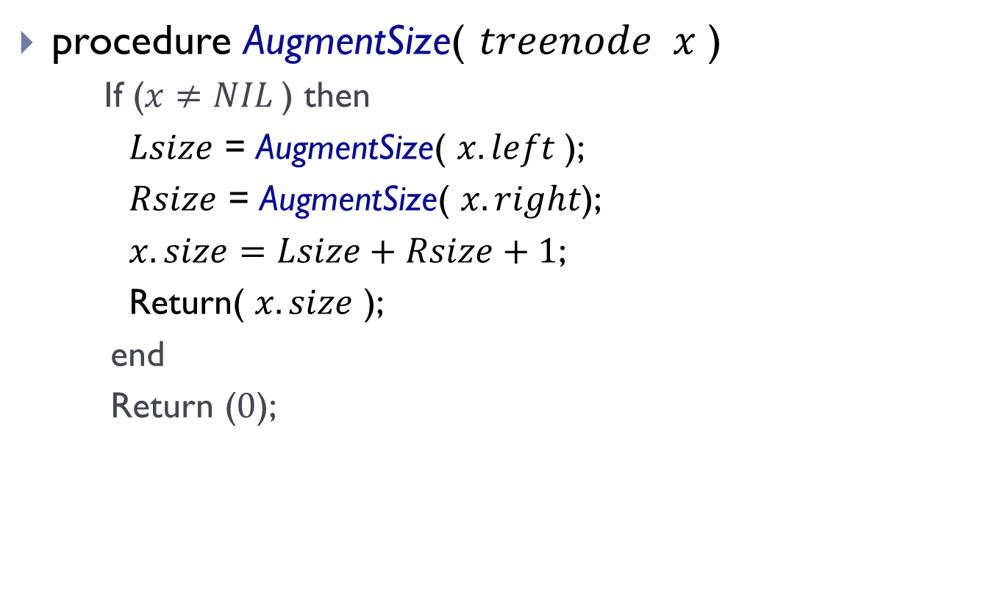 procedure AugmentSize( treenode x )
If (x ≠ NIL ) then
Lsize = AugmentSize( x.left );
Rsize = AugmentSize( x.right);
x.size = Lsize + Rsize + 1;
Return( x.size );
end
Return (0);